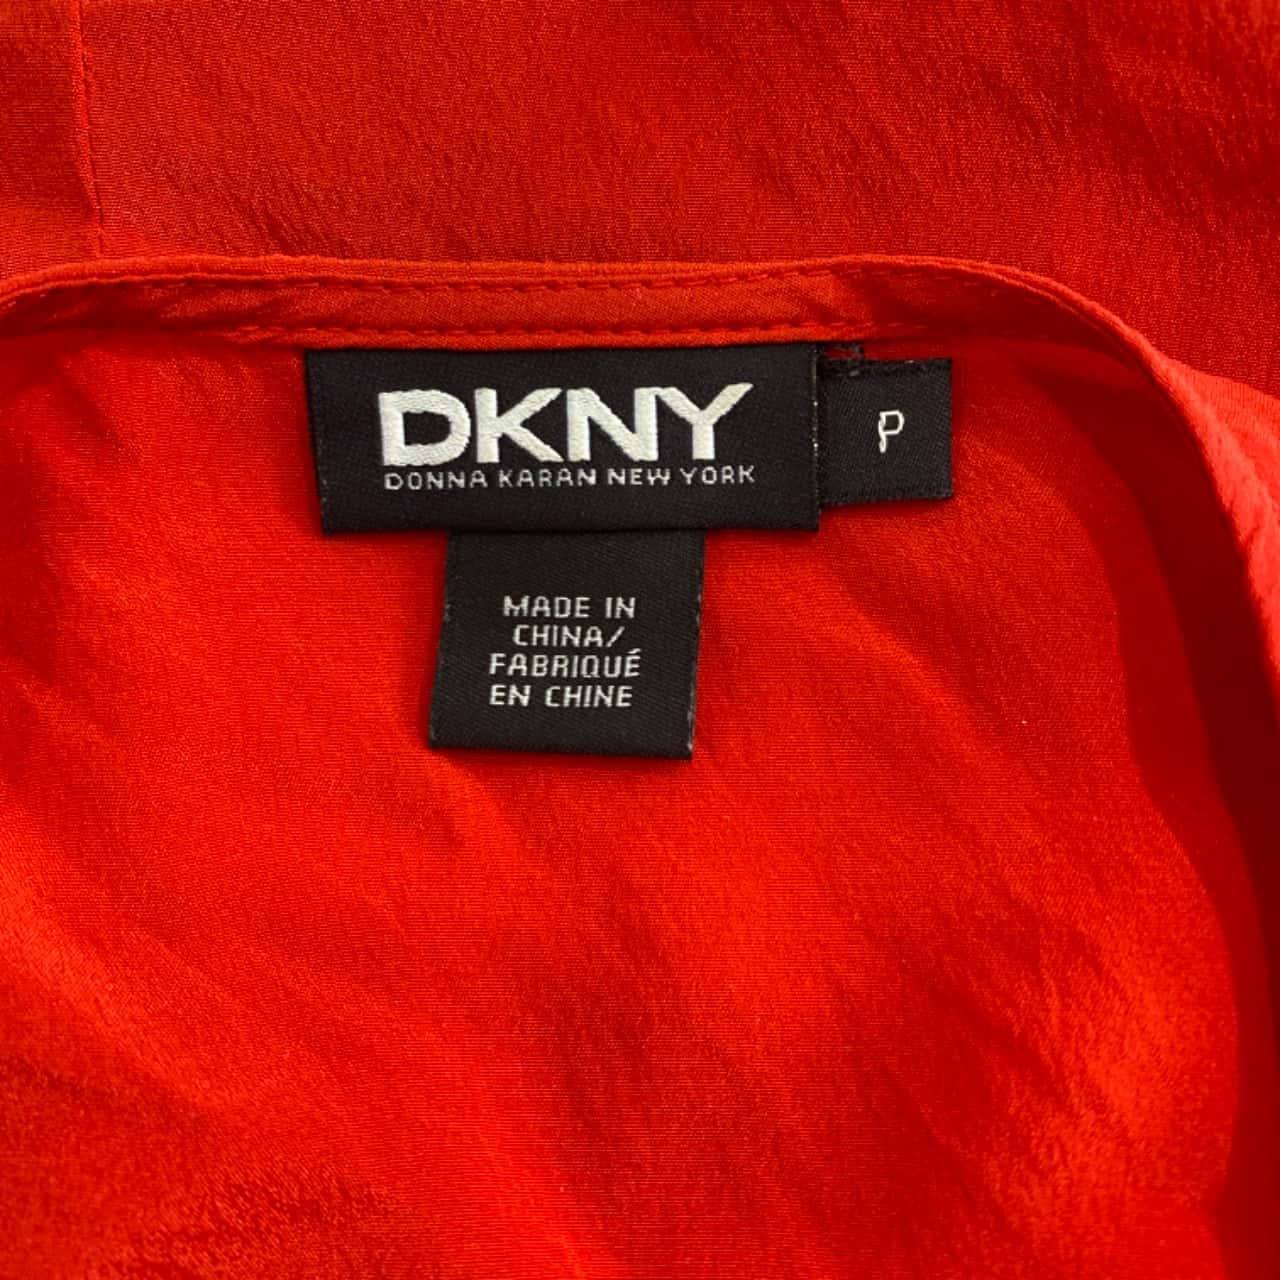 DKNY
DONNA KARAN NEW YORK
P
MADE IN
CHINA/
FABRIQUÉ
EN CHINE